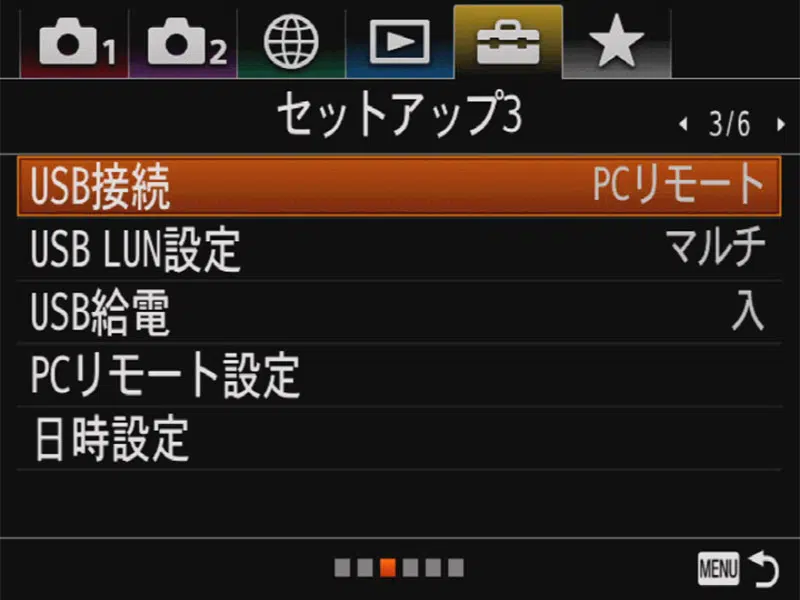 1 2
セットアップ3
3/6
USB接続 PCリモート
USB LUN設定 マルチ
USB給電 入
PCリモート設定
日時設定
MENU